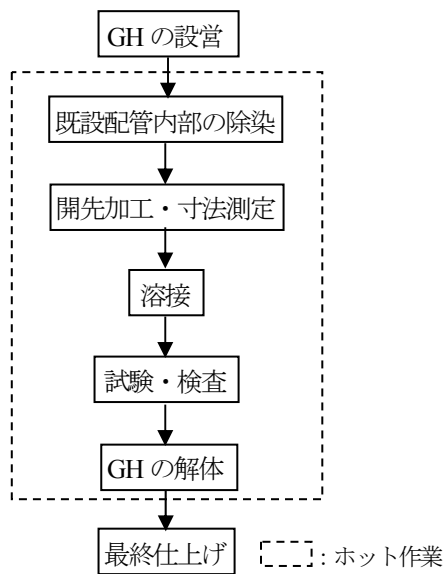 GH の設営
既設配管内部の除染
開先加工・寸法測定
溶接
試験・検査
GH の解体
最終仕上げ
: ホット作業